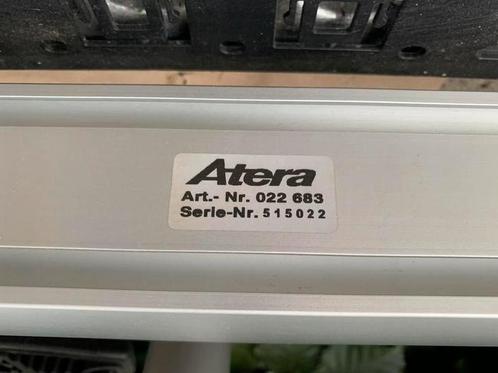 Atera
Art.- Nr. 022 683
Serie-Nr. 515022